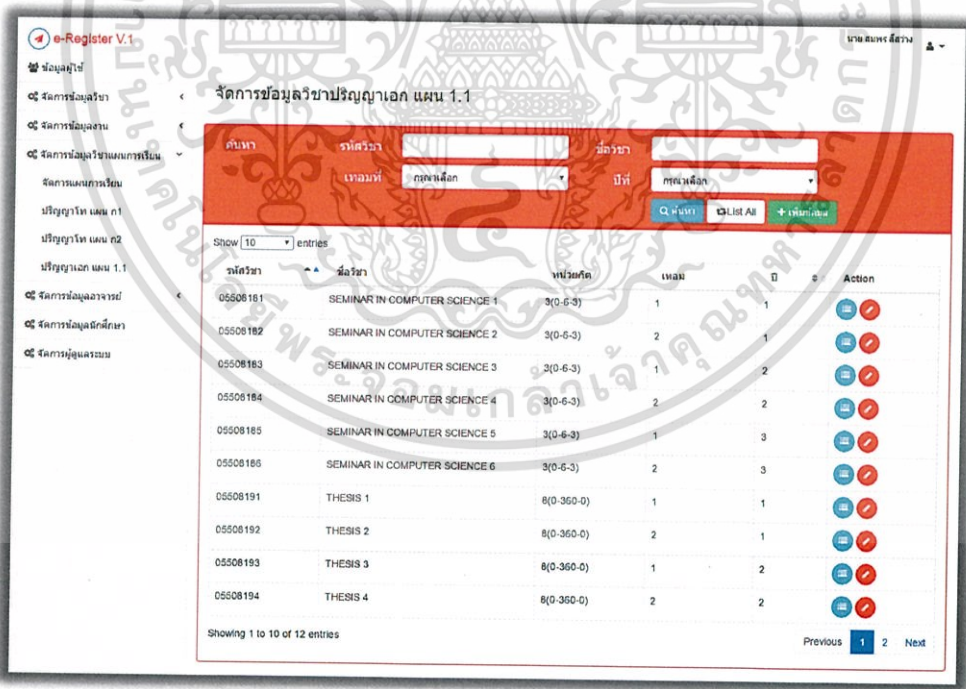 e-Register V.1
นาย สมพร ลีสว่าง
ข้อมูลผู้ใช้
จัดการข้อมูลวิชา
จัดการข้อมูลงาน
จัดการข้อมูลวิชาแผนการเรียน
จัดการแผนการเรียน
ปริญญาโท แผน ก1
ปริญญาโท แผน ก2
ปริญญาเอก แผน 1.1
จัดการข้อมูลอาจารย์
จัดการข้อมูลนักศึกษา
จัดการผู้ดูแลระบบ
จัดการข้อมูลวิชาปริญญาเอก แผน 1.1
ค้นหา รหัสวิชา ชื่อวิชา
เทอมที่ กรุณาเลือก ปีที่ กรุณาเลือก
ค้นหา List All + เพิ่มข้อมูล
Show 10 entries
รหัสวิชา ชื่อวิชา หน่วยกิต เทอม ปี Action
05508181 SEMINAR IN COMPUTER SCIENCE 1 3(0-6-3) 1 1
05508182 SEMINAR IN COMPUTER SCIENCE 2 3(0-6-3) 2 1
05508183 SEMINAR IN COMPUTER SCIENCE 3 3(0-6-3) 1 2
05508184 SEMINAR IN COMPUTER SCIENCE 4 3(0-6-3) 2 2
05508185 SEMINAR IN COMPUTER SCIENCE 5 3(0-6-3) 1 3
05508186 SEMINAR IN COMPUTER SCIENCE 6 3(0-6-3) 2 3
05508191 THESIS 1 8(0-360-0) 1 1
05508192 THESIS 2 8(0-360-0) 2 1
05508193 THESIS 3 8(0-360-0) 1 2
05508194 THESIS 4 8(0-360-0) 2 2
Showing 1 to 10 of 12 entries
Previous 1 2 Next